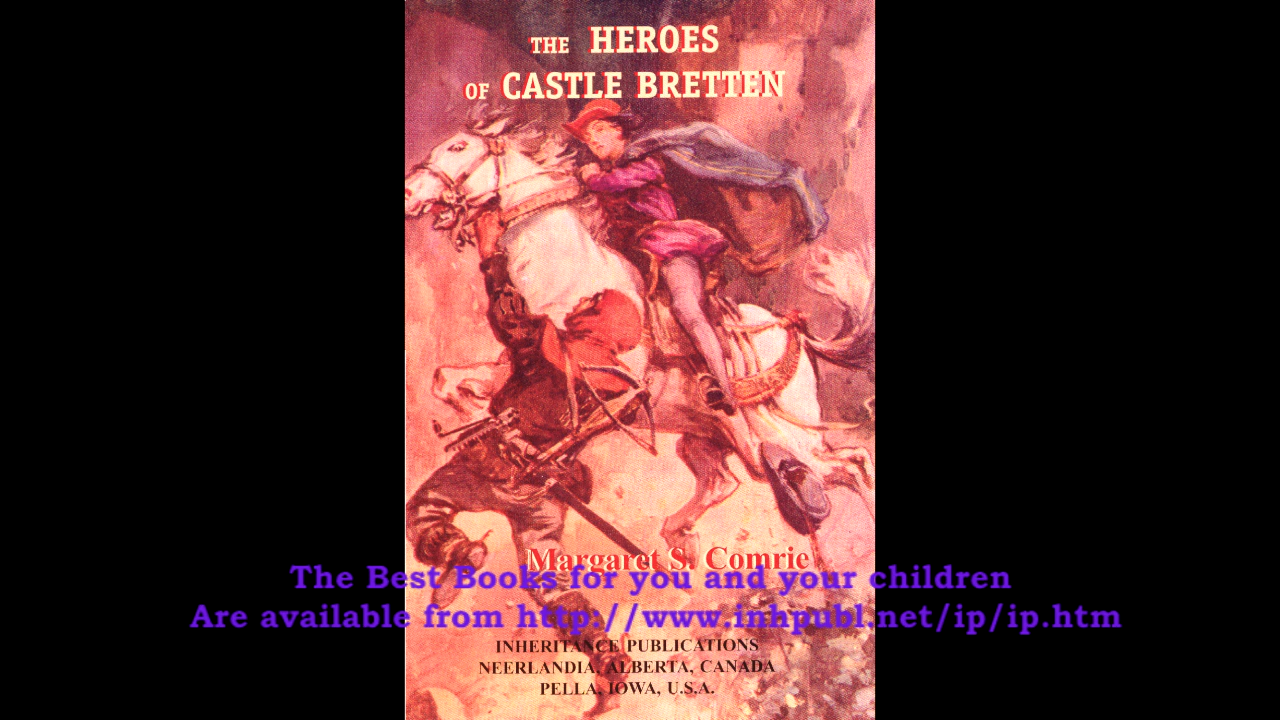 THE HEROES
OF CASTLE BRETTEN
Margaret S. Comrie
The Best Books for you and your children
Are available from http://www.inhpubl.net/ip/ip.htm
INHERITANCE PUBLICATIONS
NEERLANDIA, ALBERTA, CANADA
PELLA, IOWA, U.S.A.